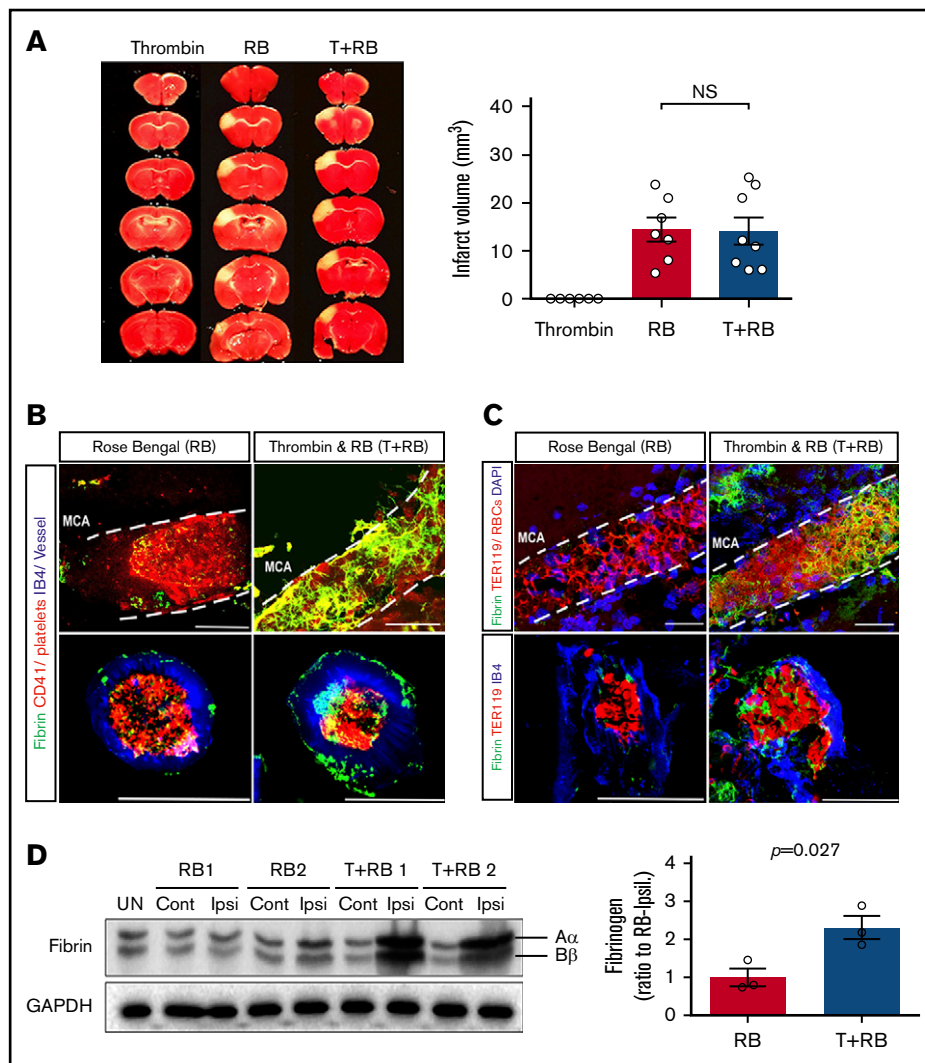 A
Thrombin RB T+RB
NS
Infarct volume (mm³)
40
30
20
10
0
Thrombin RB T+RB
B
Rose Bengal (RB) Thrombin & RB (T+RB)
Fibrin CD41/ platelets IB4/ Vessel
MCA
MCA
C
Rose Bengal (RB) Thrombin & RB (T+RB)
Fibrin TER119/ RBCs DAPI
MCA
MCA
Fibrin TER119 IB4
D
RB1 RB2 T+RB 1 T+RB 2
UN Cont Ipsi Cont Ipsi Cont Ipsi Cont Ipsi
Fibrin
Aα
Bβ
GAPDH
p=0.027
Fibrinogen
(ratio to RB-Ipsil.)
4
3
2
1
0
RB T+RB